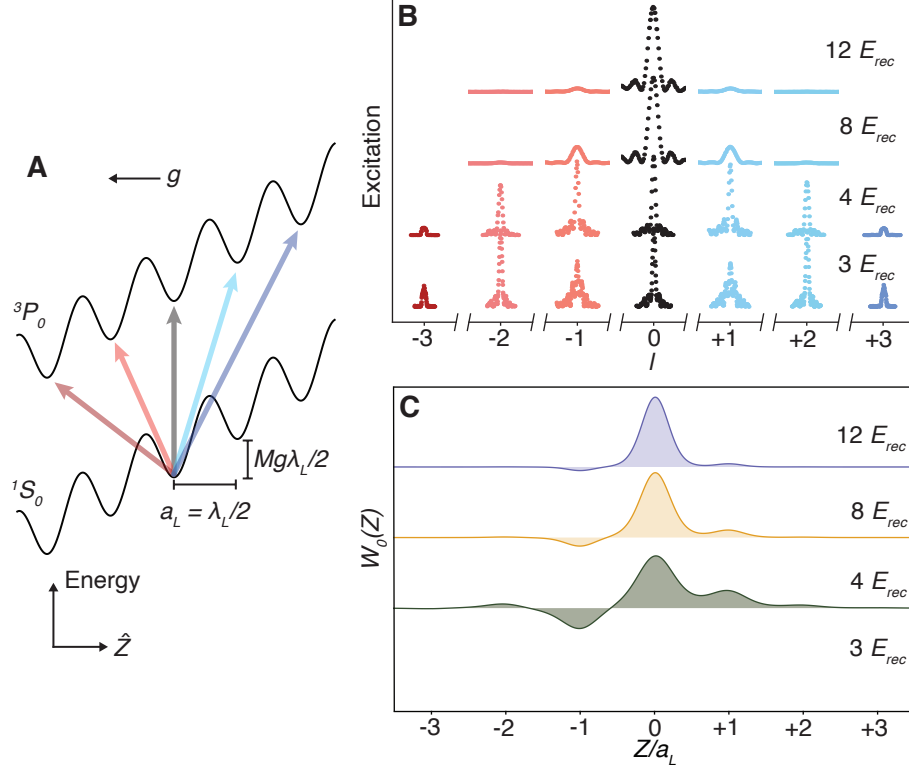 A
g
³P₀
¹S₀
Mgλ_L/2
a_L = λ_L/2
Energy
Ẑ
B
Excitation
12 E_rec
8 E_rec
4 E_rec
3 E_rec
-3 -2 -1 0 +1 +2 +3
l
C
W₀(Z)
12 E_rec
8 E_rec
4 E_rec
3 E_rec
-3 -2 -1 0 +1 +2 +3
Z/a_L